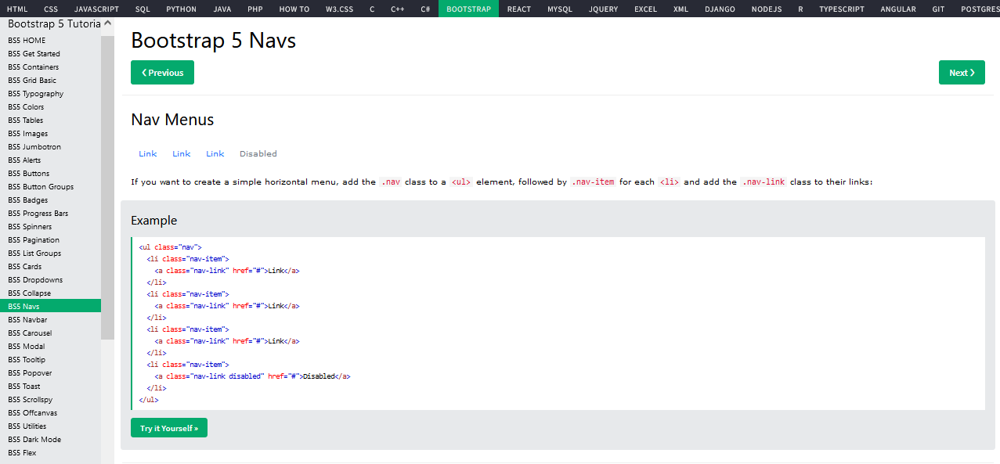 HTML CSS JAVASCRIPT SQL PYTHON JAVA PHP HOW TO W3.CSS C C++ C# BOOTSTRAP REACT MYSQL JQUERY EXCEL XML DJANGO NODEJS R TYPESCRIPT ANGULAR GIT POSTGRES
Bootstrap 5 Tutoria
BS5 HOME
BS5 Get Started
BS5 Containers
BS5 Grid Basic
BS5 Typography
BS5 Colors
BS5 Tables
BS5 Images
BS5 Jumbotron
BS5 Alerts
BS5 Buttons
BS5 Button Groups
BS5 Badges
BS5 Progress Bars
BS5 Spinners
BS5 Pagination
BS5 List Groups
BS5 Cards
BS5 Dropdowns
BS5 Collapse
BS5 Navs
BS5 Navbar
BS5 Carousel
BS5 Modal
BS5 Tooltip
BS5 Popover
BS5 Toast
BS5 Scrollspy
BS5 Offcanvas
BS5 Utilities
BS5 Dark Mode
BS5 Flex
Bootstrap 5 Navs
❮ Previous Next ❯
Nav Menus
Link Link Link Disabled
If you want to create a simple horizontal menu, add the .nav class to a <ul> element, followed by .nav-item for each <li> and add the .nav-link class to their links:
Example
<ul class="nav">
<li class="nav-item">
<a class="nav-link" href="#">Link</a>
</li>
<li class="nav-item">
<a class="nav-link" href="#">Link</a>
</li>
<li class="nav-item">
<a class="nav-link" href="#">Link</a>
</li>
<li class="nav-item">
<a class="nav-link disabled" href="#">Disabled</a>
</li>
</ul>
Try it Yourself »